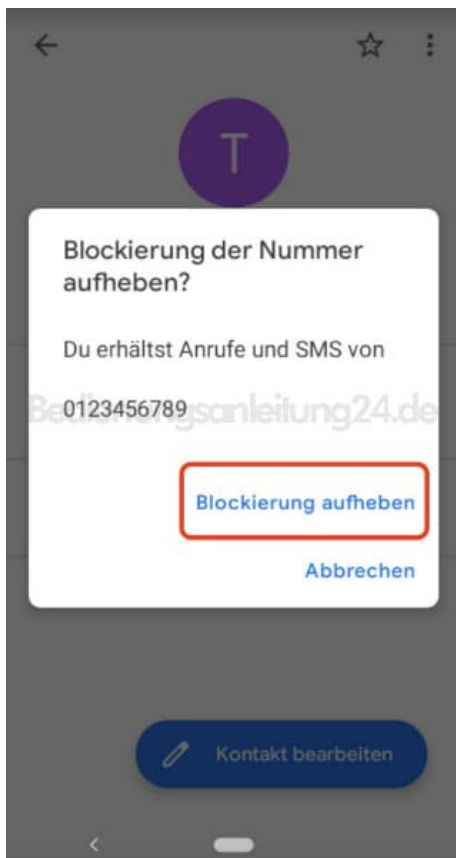 T
Blockierung der Nummer
aufheben?
Du erhältst Anrufe und SMS von
0123456789
Bedienungsanleitung24.de
Blockierung aufheben
Abbrechen
Kontakt bearbeiten